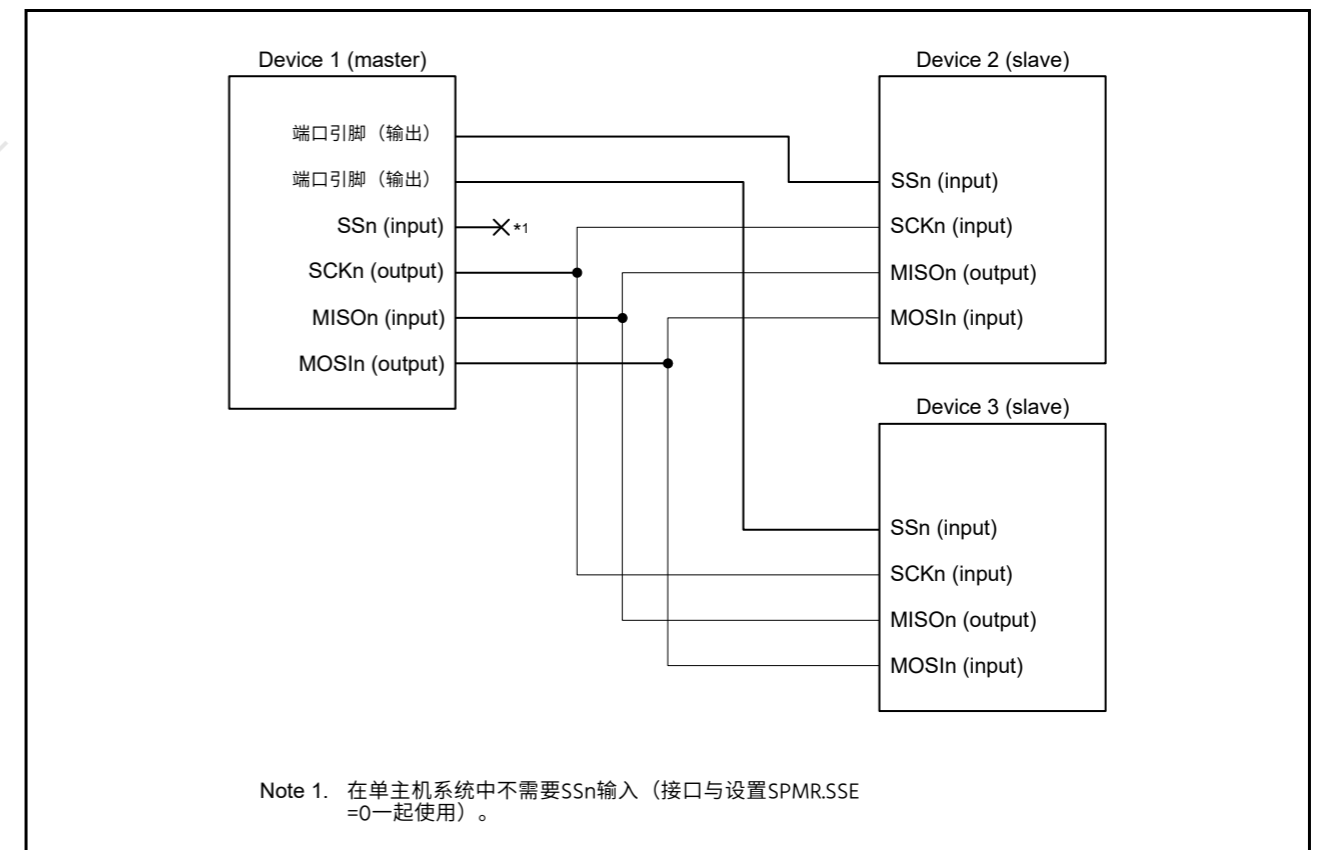 Device 1 (master)
端口引脚（输出）
端口引脚（输出）
SSn (input)
*1
SCKn (output)
MISOn (input)
MOSIn (output)
Device 2 (slave)
SSn (input)
SCKn (input)
MISOn (output)
MOSIn (input)
Device 3 (slave)
SSn (input)
SCKn (input)
MISOn (output)
MOSIn (input)
Note 1. 在单主机系统中不需要SSn输入（接口与设置SPMR.SSE
=0一起使用）。